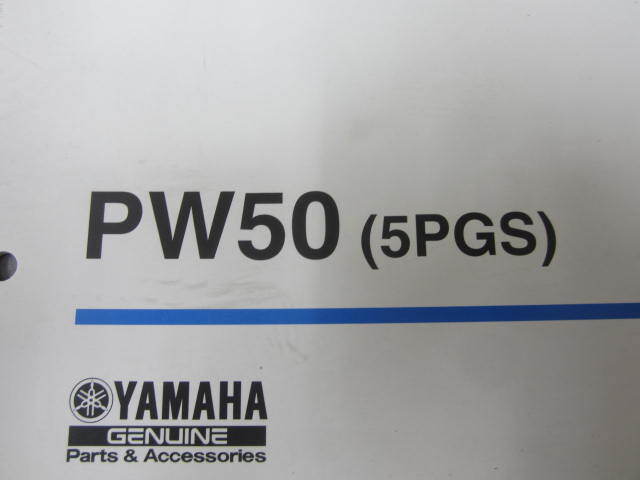 PW50 (5PGS)
YAMAHA
GENUINE
Parts & Accessories